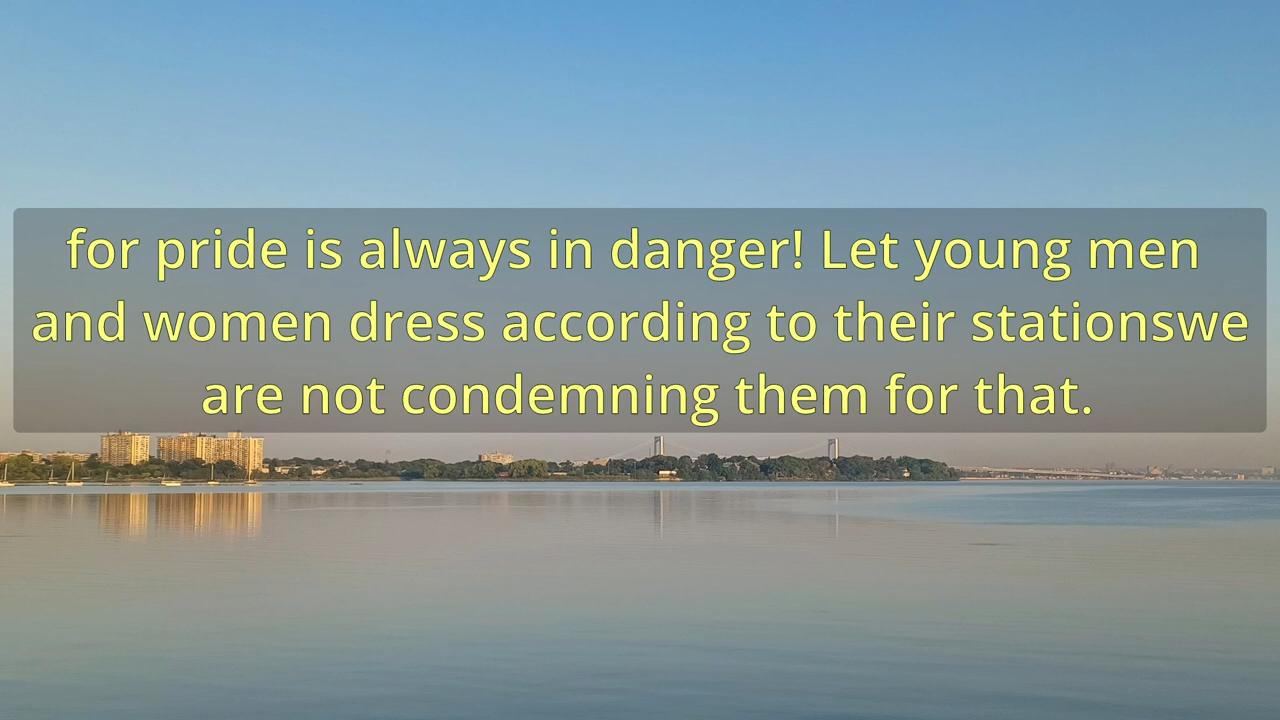 for pride is always in danger! Let young men
and women dress according to their stationswe
are not condemning them for that.